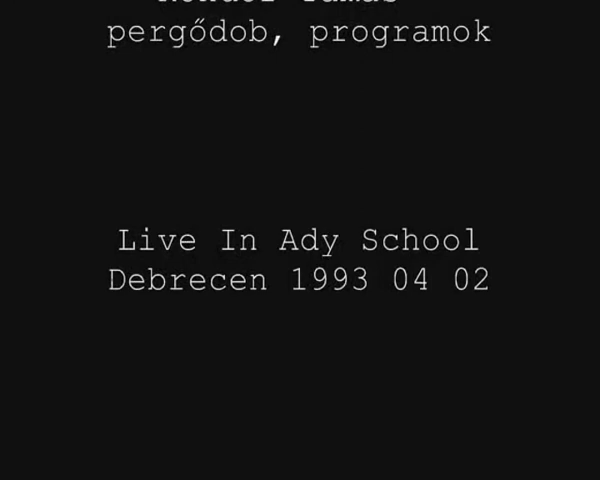 pergődob, programok
Live In Ady School
Debrecen 1993 04 02